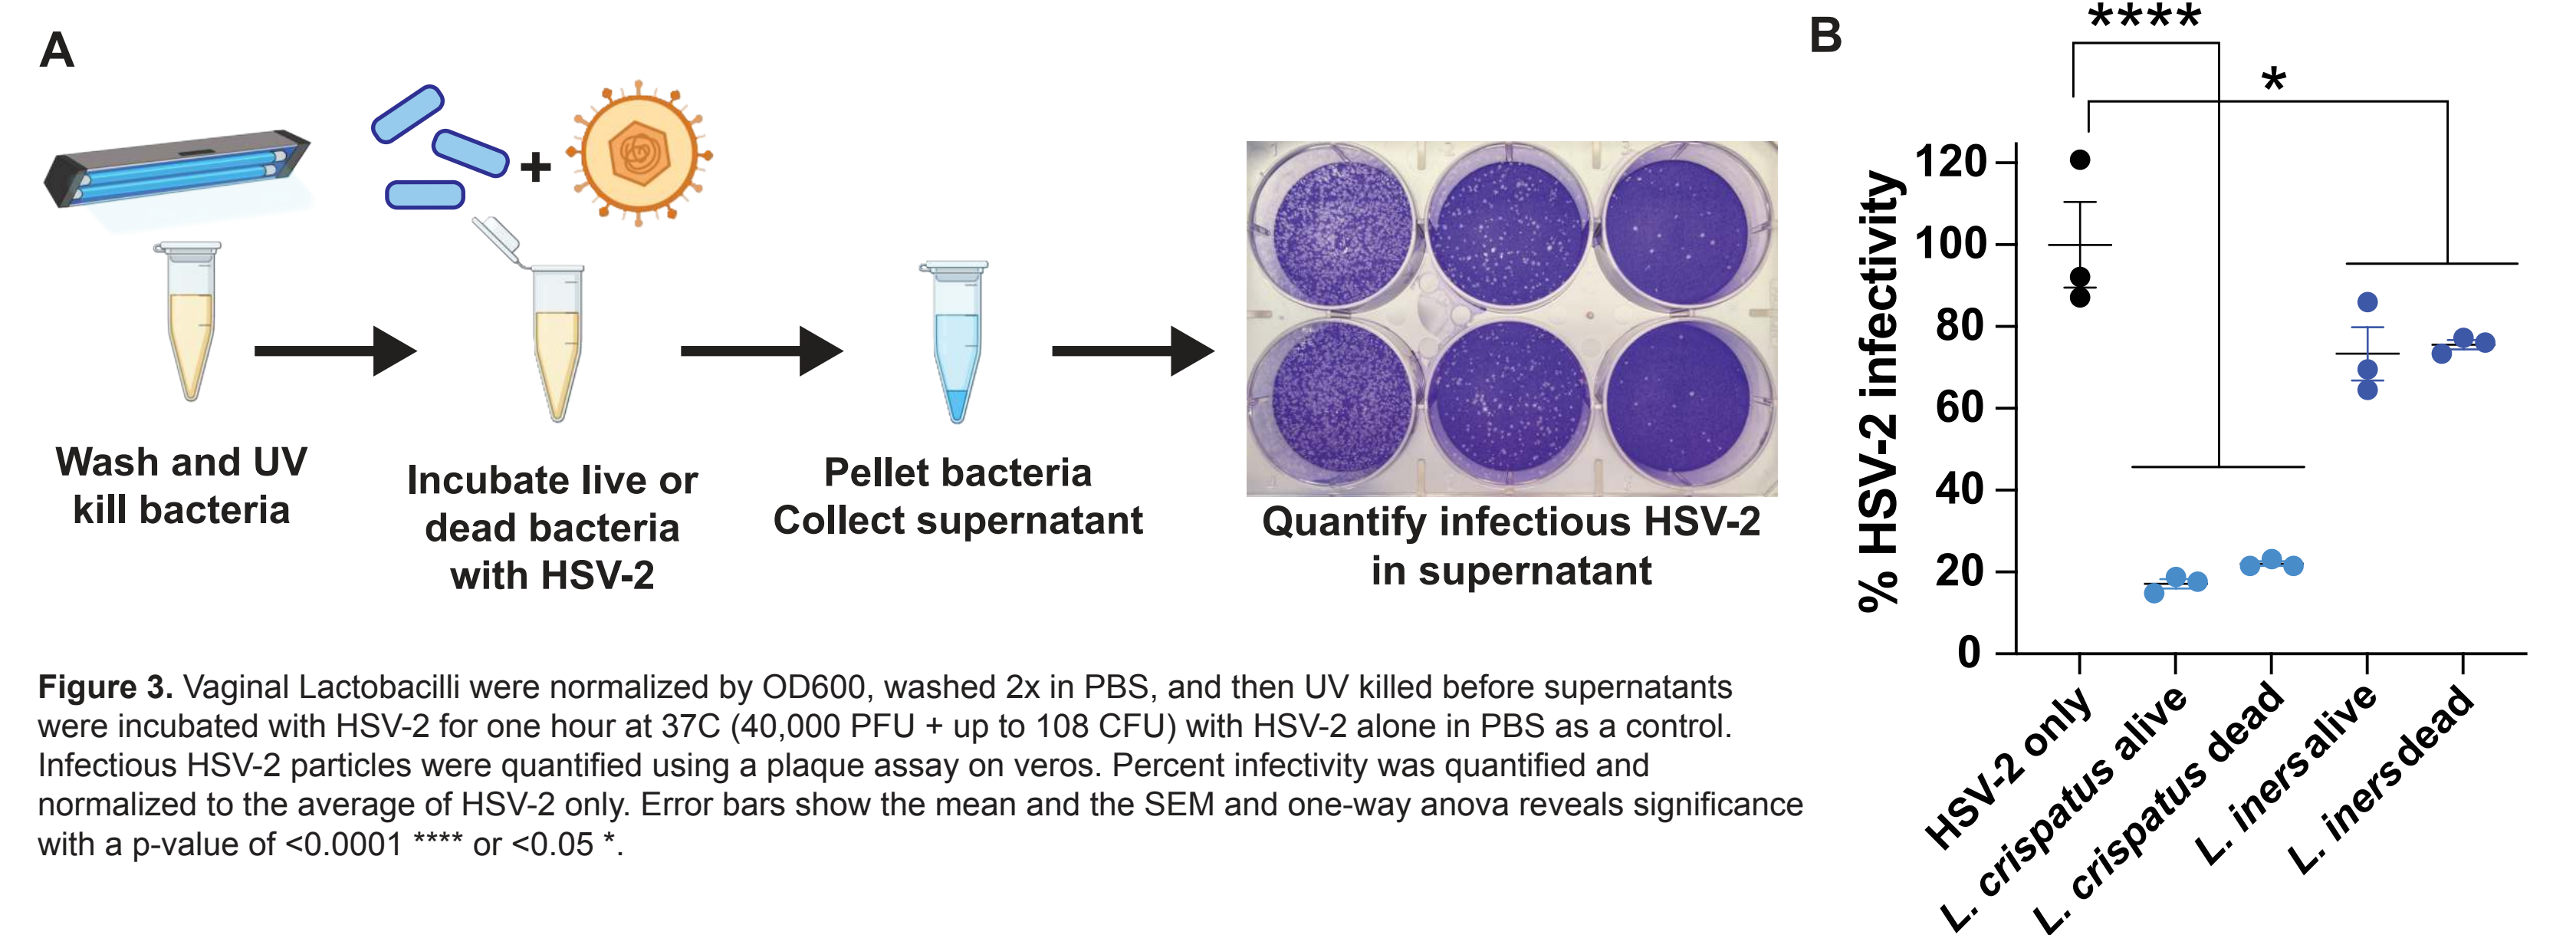 A
+
Wash and UV
kill bacteria
Incubate live or
dead bacteria
with HSV-2
Pellet bacteria
Collect supernatant
Quantify infectious HSV-2
in supernatant
B
****
*
% HSV-2 infectivity
120
100
80
60
40
20
0
HSV-2 only
L. crispatus alive
L. crispatus dead
L. iners alive
L. iners dead
Figure 3. Vaginal Lactobacilli were normalized by OD600, washed 2x in PBS, and then UV killed before supernatants
were incubated with HSV-2 for one hour at 37C (40,000 PFU + up to 108 CFU) with HSV-2 alone in PBS as a control.
Infectious HSV-2 particles were quantified using a plaque assay on veros. Percent infectivity was quantified and
normalized to the average of HSV-2 only. Error bars show the mean and the SEM and one-way anova reveals significance
with a p-value of <0.0001 **** or <0.05 *.